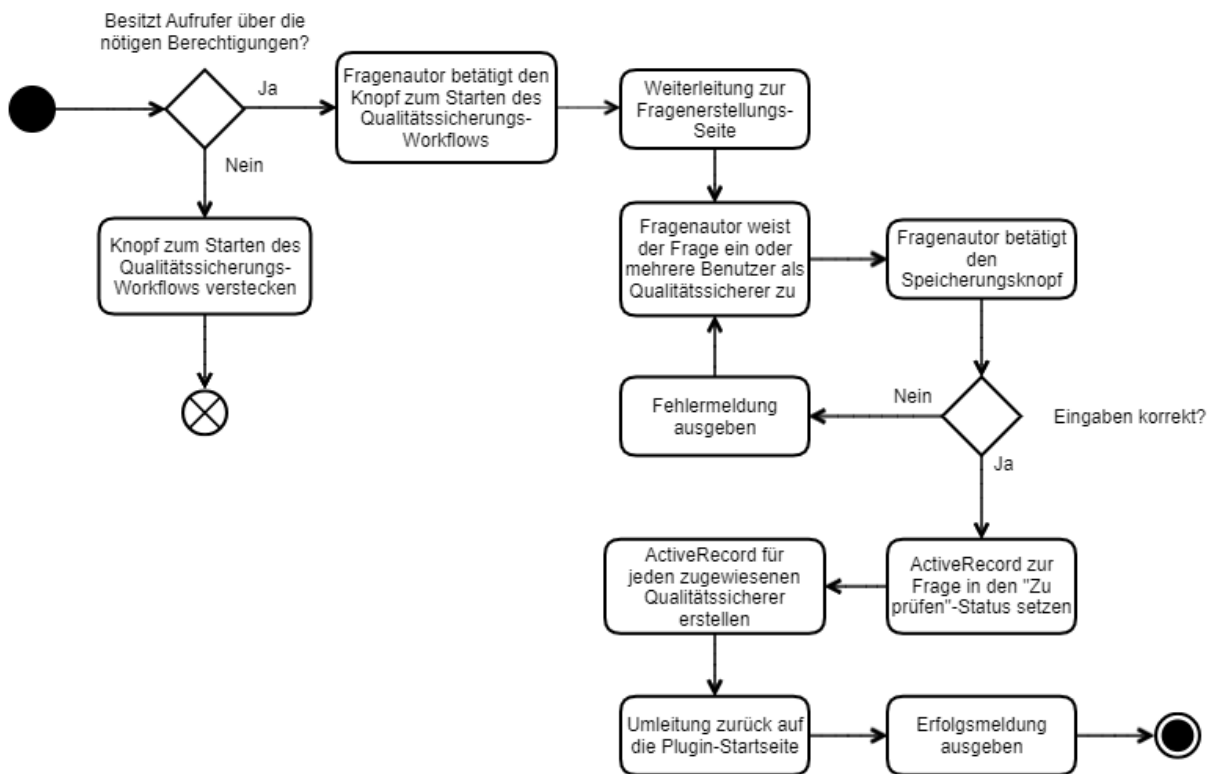 Besitzt Aufrufer über die
nötigen Berechtigungen?
Ja
Fragenautor betätigt den
Knopf zum Starten des
Qualitätssicherungs-
Workflows
Weiterleitung zur
Fragenerstellungs-
Seite
Nein
Knopf zum Starten des
Qualitätssicherungs-
Workflows verstecken
Fragenautor weist
der Frage ein oder
mehrere Benutzer als
Qualitätssicherer zu
Fragenautor betätigt
den
Speicherungsknopf
Fehlermeldung
ausgeben
Nein
Eingaben korrekt?
Ja
ActiveRecord für
jeden zugewiesenen
Qualitätssicherer
erstellen
ActiveRecord zur
Frage in den "Zu
prüfen"-Status setzen
Umleitung zurück auf
die Plugin-Startseite
Erfolgsmeldung
ausgeben